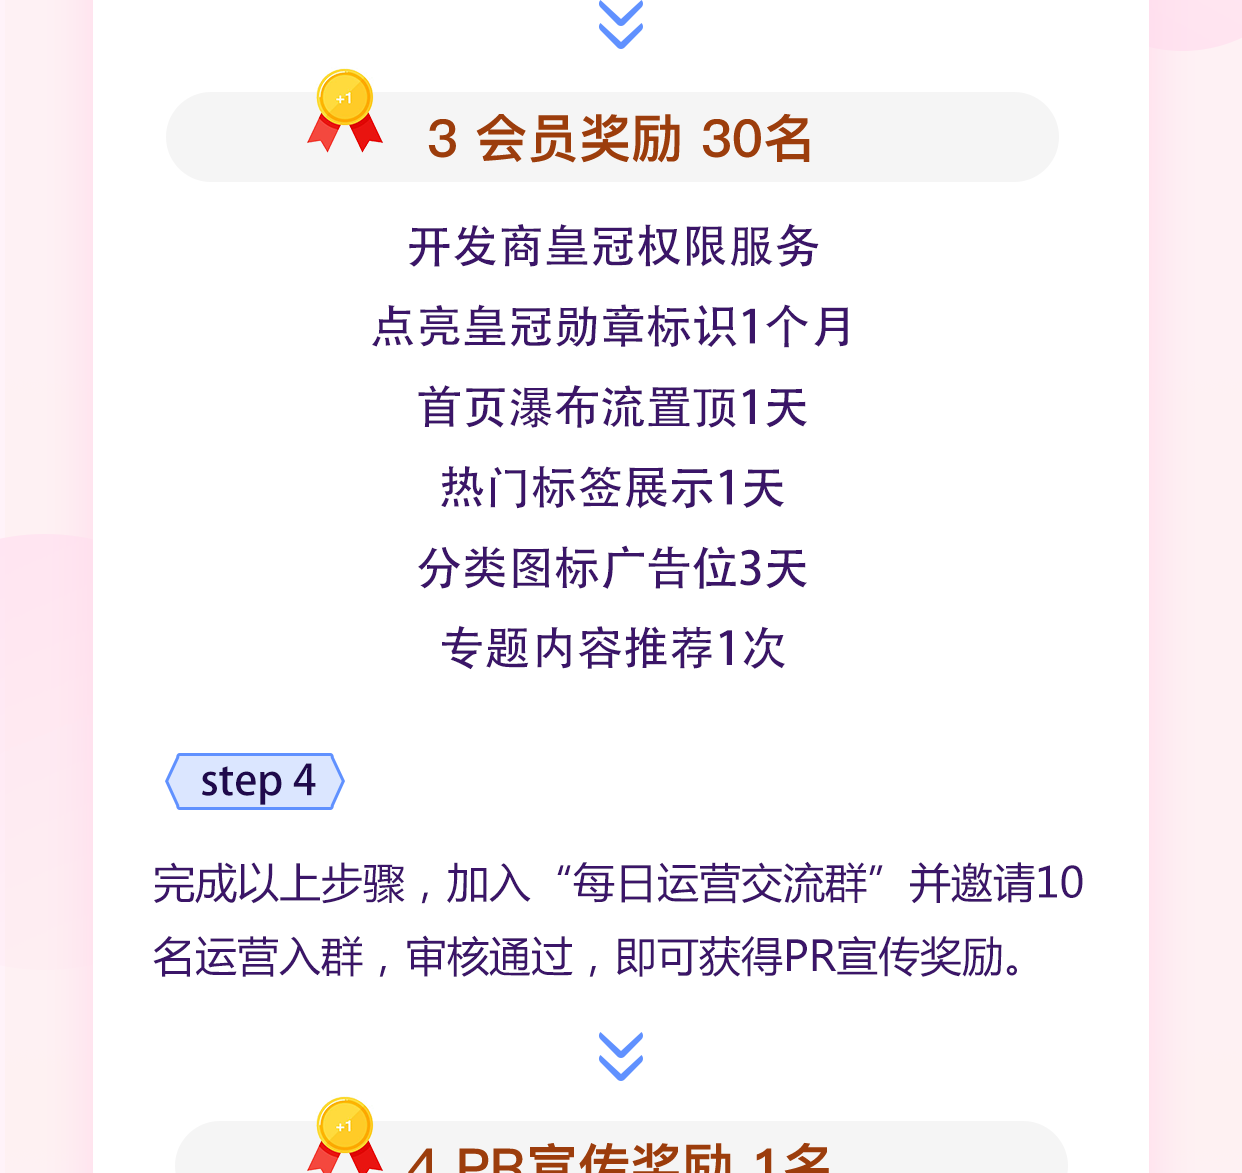 +1
3 会员奖励 30名
开发商皇冠权限服务
点亮皇冠勋章标识1个月
首页瀑布流置顶1天
热门标签展示1天
分类图标广告位3天
专题内容推荐1次
step 4
完成以上步骤，加入“每日运营交流群”并邀请10
名运营入群，审核通过，即可获得PR宣传奖励。
+1
4 PR宣传奖励 1名